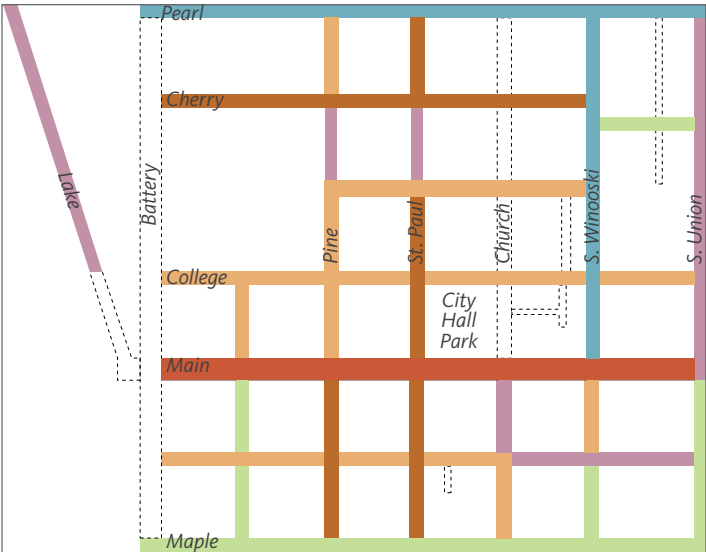 Pearl
Cherry
Lake
Battery
Pine
St. Paul
Church
S. Winooski
S. Union
College
City
Hall
Park
Main
Maple